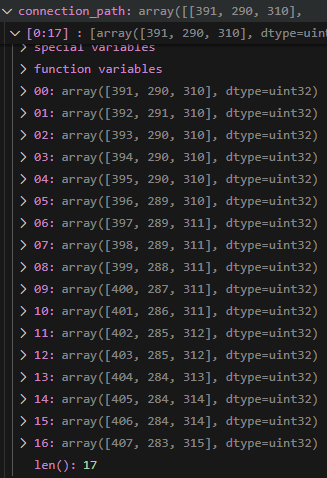 connection_path: array([[391, 290, 310],
[0:17] : [array([391, 290, 310], dtype=uint
special variables
function variables
00: array([391, 290, 310], dtype=uint32)
01: array([392, 291, 310], dtype=uint32)
02: array([393, 290, 310], dtype=uint32)
03: array([394, 290, 310], dtype=uint32)
04: array([395, 290, 310], dtype=uint32)
05: array([396, 289, 310], dtype=uint32)
06: array([397, 289, 311], dtype=uint32)
07: array([398, 289, 311], dtype=uint32)
08: array([399, 288, 311], dtype=uint32)
09: array([400, 287, 311], dtype=uint32)
10: array([401, 286, 311], dtype=uint32)
11: array([402, 285, 312], dtype=uint32)
12: array([403, 285, 312], dtype=uint32)
13: array([404, 284, 313], dtype=uint32)
14: array([405, 284, 314], dtype=uint32)
15: array([406, 284, 314], dtype=uint32)
16: array([407, 283, 315], dtype=uint32)
len(): 17